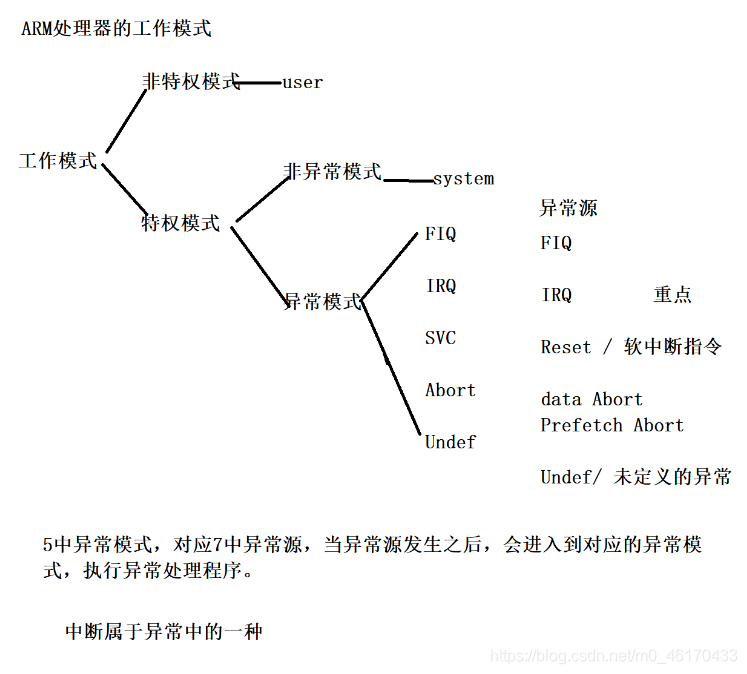 ARM处理器的工作模式
非特权模式 user
工作模式
非异常模式 system
特权模式
异常源
FIQ FIQ
异常模式
IRQ IRQ 重点
SVC Reset / 软中断指令
Abort data Abort
Prefetch Abort
Undef Undef/ 未定义的异常
5中异常模式，对应7中异常源，当异常源发生之后，会进入到对应的异常模
式，执行异常处理程序。
中断属于异常中的一种
https://blog.csdn.net/m0_46170433